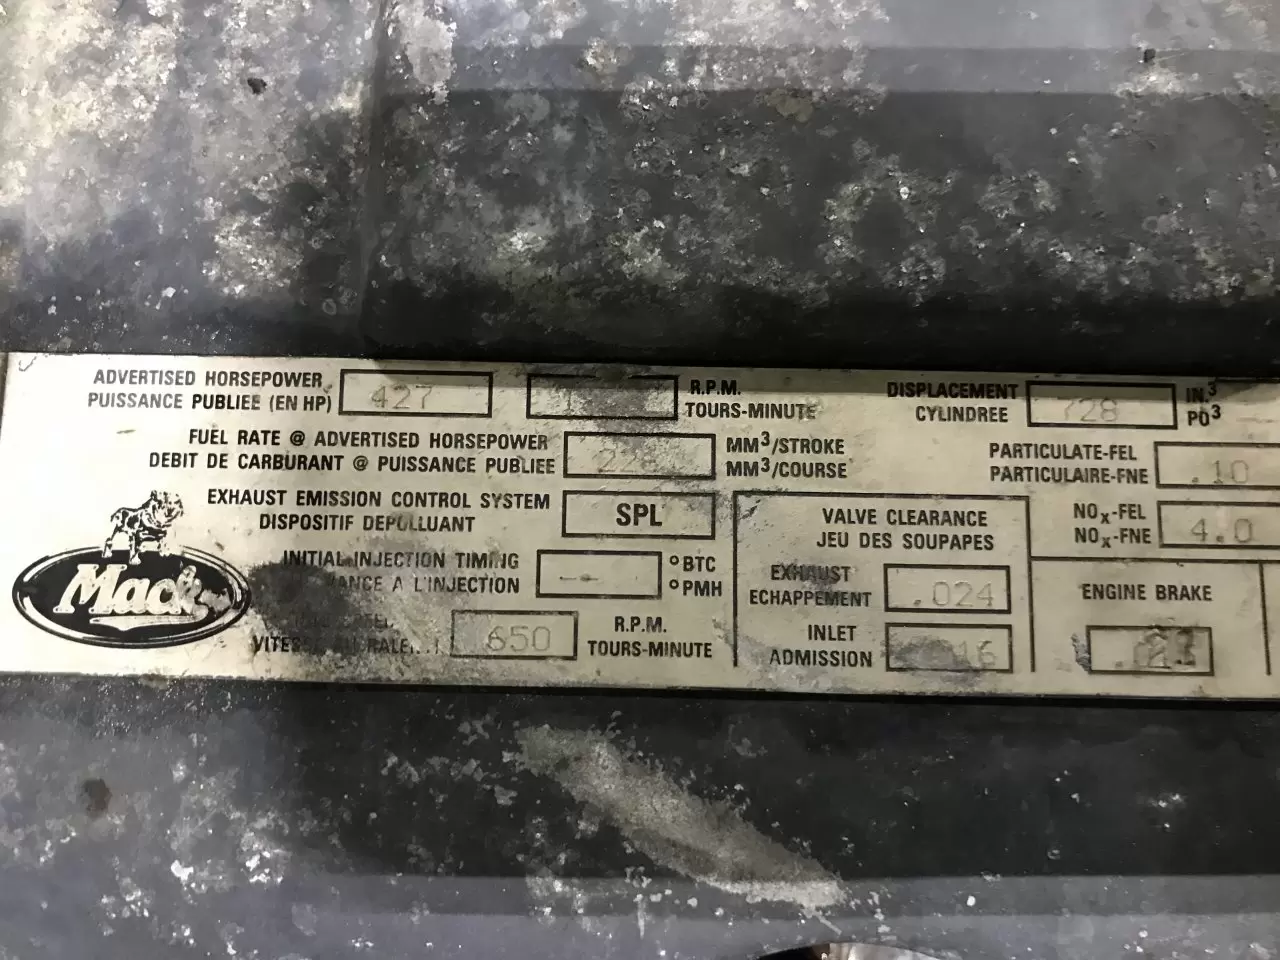 ADVERTISED HORSEPOWER 427 R.P.M. DISPLACEMENT 728 IN.³
PUISSANCE PUBLIEE (EN HP) TOURS-MINUTE CYLINDREE PO³
FUEL RATE @ ADVERTISED HORSEPOWER MM³/STROKE PARTICULATE-FEL .10
DEBIT DE CARBURANT @ PUISSANCE PUBLIEE MM³/COURSE PARTICULAIRE-FNE
EXHAUST EMISSION CONTROL SYSTEM SPL VALVE CLEARANCE NOx-FEL 4.0
DISPOSITIF DEPOLLUANT JEU DES SOUPAPES NOx-FNE
INITIAL INJECTION TIMING - °BTC EXHAUST .024 ENGINE BRAKE
A L'INJECTION °PMH ECHAPPEMENT
Mack
650 R.P.M. INLET
VITESSE AU RALENTI TOURS-MINUTE ADMISSION